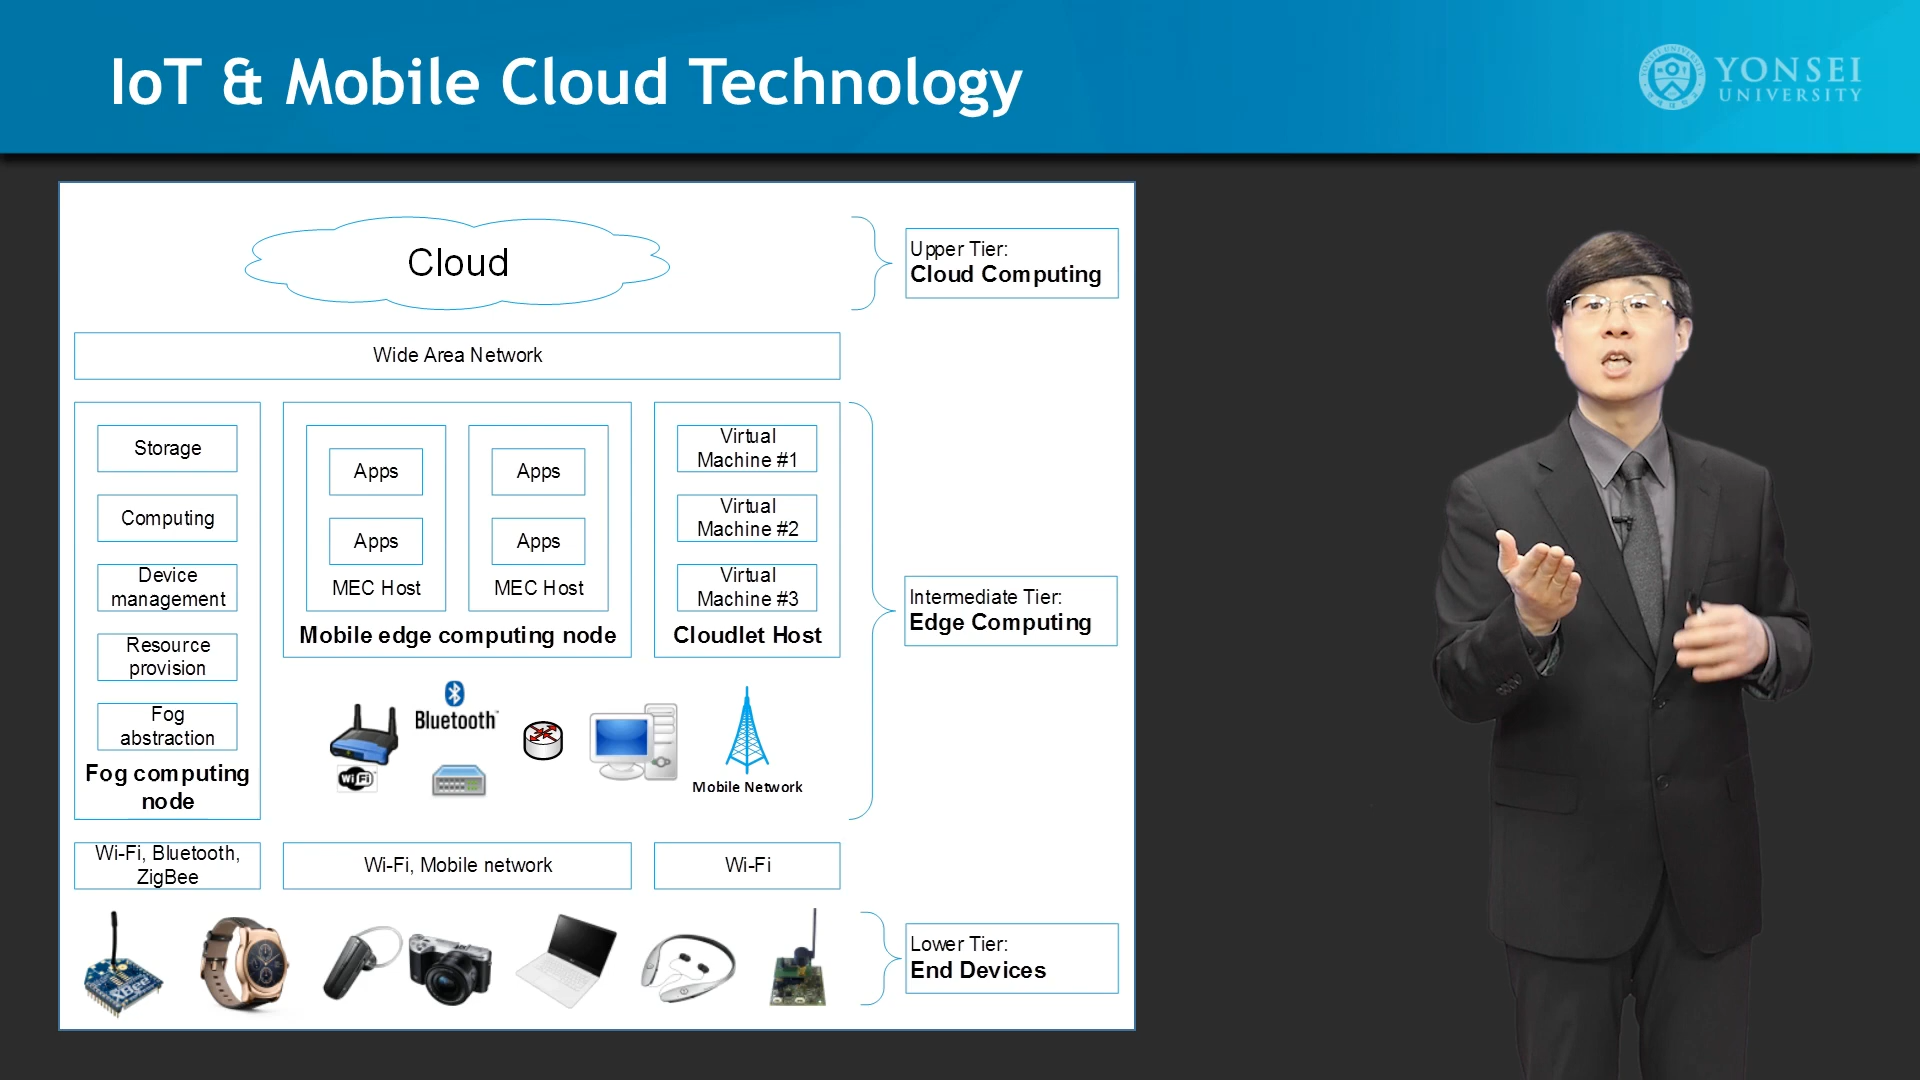 IoT & Mobile Cloud Technology
YONSEI
UNIVERSITY
Cloud
Upper Tier:
Cloud Computing
Wide Area Network
Storage
Computing
Device
management
Resource
provision
Fog
abstraction
Fog computing
node
Apps
Apps
MEC Host
Apps
Apps
MEC Host
Mobile edge computing node
Virtual
Machine #1
Virtual
Machine #2
Virtual
Machine #3
Cloudlet Host
Intermediate Tier:
Edge Computing
Bluetooth
Wi Fi
Mobile Network
Wi-Fi, Bluetooth,
ZigBee
Wi-Fi, Mobile network
Wi-Fi
XBee
Lower Tier:
End Devices